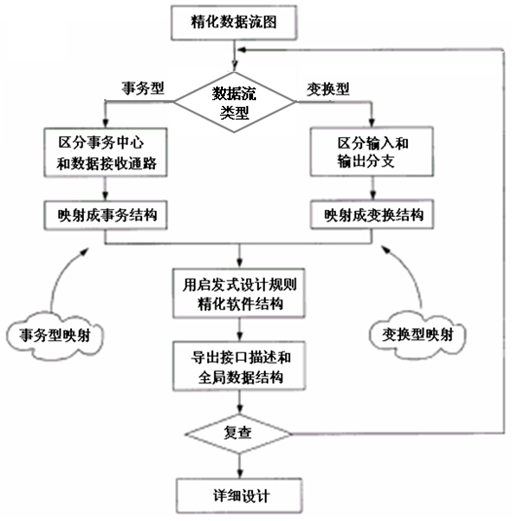 精化数据流图
事务型
变换型
数据流
类型
区分事务中心
和数据接收通路
区分输入和
输出分支
映射成事务结构
映射成变换结构
用启发式设计规则
精化软件结构
事务型映射
变换型映射
导出接口描述和
全局数据结构
复查
详细设计